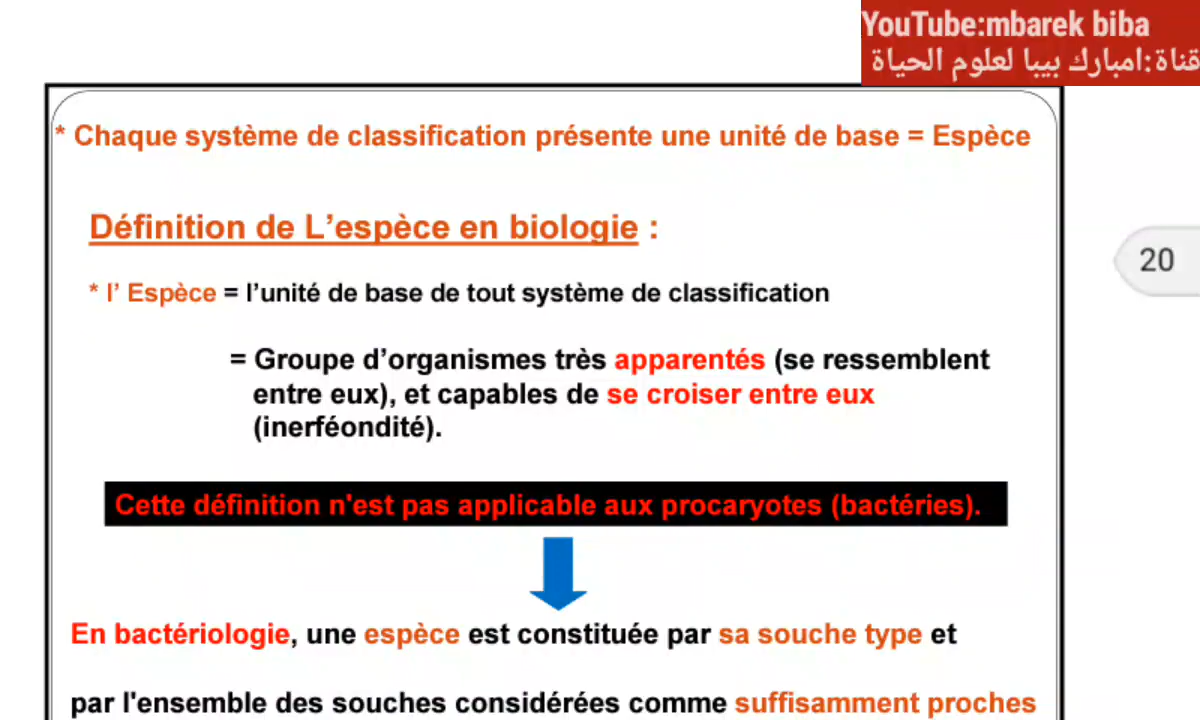 YouTube:mbarek biba
قناة:امبارك بيبا لعلوم الحياة
* Chaque système de classification présente une unité de base = Espèce
Définition de L’espèce en biologie :
* l’ Espèce = l’unité de base de tout système de classification
20
= Groupe d’organismes très apparentés (se ressemblent
entre eux), et capables de se croiser entre eux
(inerféondité).
Cette définition n'est pas applicable aux procaryotes (bactéries).
En bactériologie, une espèce est constituée par sa souche type et
par l'ensemble des souches considérées comme suffisamment proches